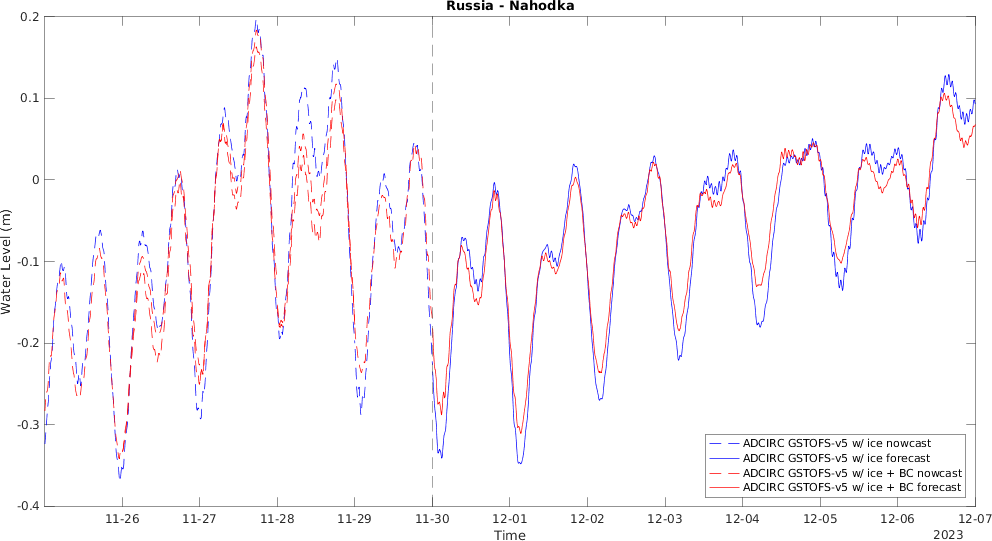 Russia - Nahodka
Water Level (m)
0.2
0.1
0
-0.1
-0.2
-0.3
-0.4
11-26
11-27
11-28
11-29
11-30
12-01
12-02
12-03
12-04
12-05
12-06
12-07
Time
2023
ADCIRC GSTOFS-v5 w/ ice nowcast
ADCIRC GSTOFS-v5 w/ ice forecast
ADCIRC GSTOFS-v5 w/ ice + BC nowcast
ADCIRC GSTOFS-v5 w/ ice + BC forecast